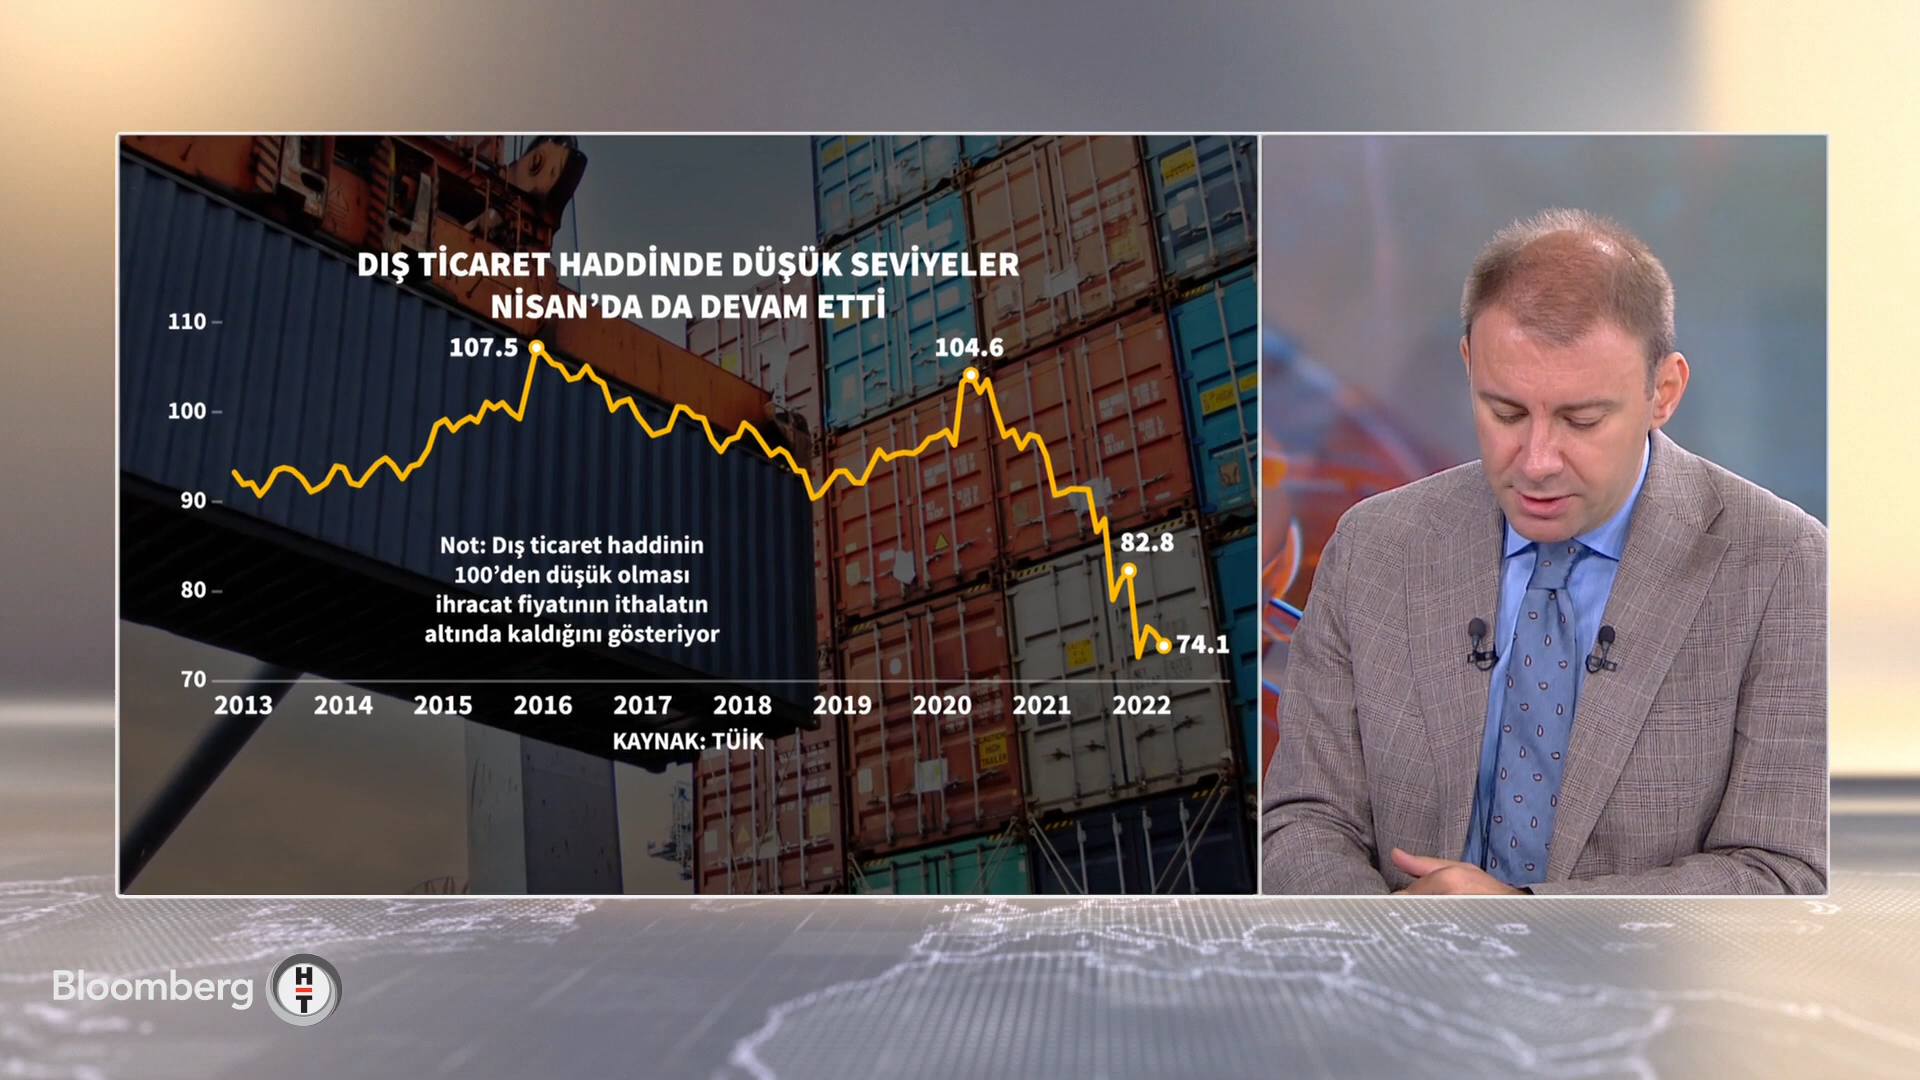 DIŞ TİCARET HADDİNDE DÜŞÜK SEVİYELER
NİSAN’DA DA DEVAM ETTİ
110
107.5
104.6
100
90
82.8
80
74.1
70
Not: Dış ticaret haddinin
100’den düşük olması
ihracat fiyatının ithalatın
altında kaldığını gösteriyor
2013 2014 2015 2016 2017 2018 2019 2020 2021 2022
KAYNAK: TÜİK
Bloomberg HT